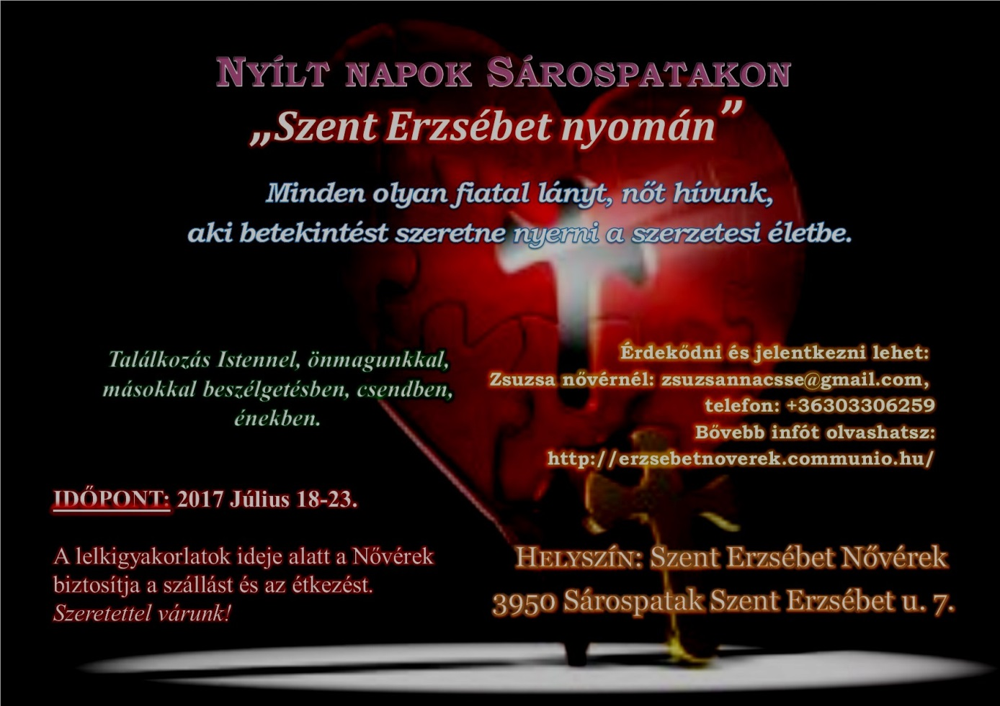 Nyílt napok Sárospatakon
„Szent Erzsébet nyomán”
Minden olyan fiatal lányt, nőt hívunk,
aki betekintést szeretne nyerni a szerzetesi életbe.
Találkozás Istennel, önmagunkkal,
másokkal beszélgetésben, csendben,
énekben.
Érdekődni és jelentkezni lehet:
Zsuzsa nővérnél: zsuzsannacsse@gmail.com,
telefon: +36303306259
Bővebb infót olvashatsz:
http://erzsebetnoverek.communio.hu/
IDŐPONT: 2017 Július 18-23.
A lelkigyakorlatok ideje alatt a Nővérek
biztosítja a szállást és az étkezést.
Szeretettel várunk!
Helyszín: Szent Erzsébet Nővérek
3950 Sárospatak Szent Erzsébet u. 7.